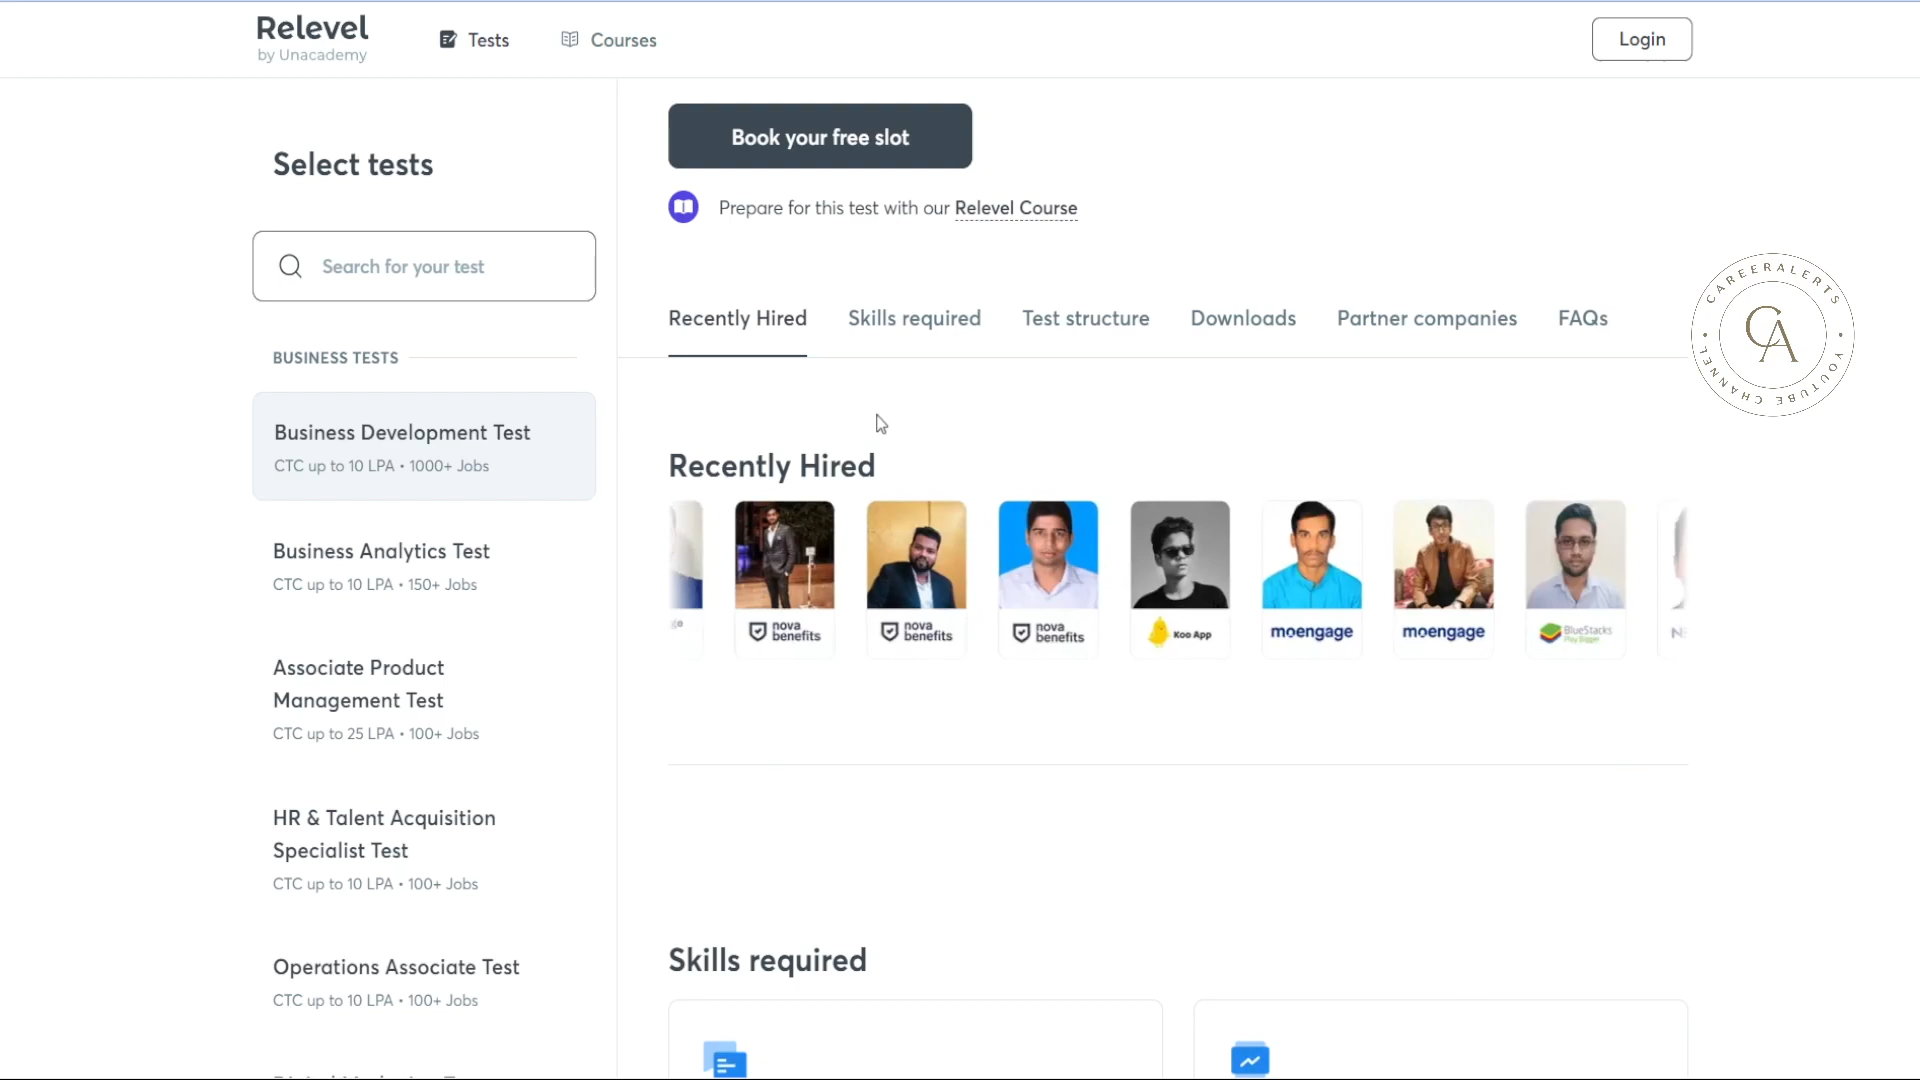 Relevel
by Unacademy
Tests
Courses
Login
Select tests
Search for your test
BUSINESS TESTS
Business Development Test
CTC up to 10 LPA • 1000+ Jobs
Business Analytics Test
CTC up to 10 LPA • 150+ Jobs
Associate Product
Management Test
CTC up to 25 LPA • 100+ Jobs
HR & Talent Acquisition
Specialist Test
CTC up to 10 LPA • 100+ Jobs
Operations Associate Test
CTC up to 10 LPA • 100+ Jobs
Book your free slot
Prepare for this test with our Relevel Course
Recently Hired
Skills required
Test structure
Downloads
Partner companies
FAQs
CAREERALERTS
CA
YOUTUBE CHANNEL
Recently Hired
nova
benefits
nova
benefits
nova
benefits
Koo App
moengage
moengage
BlueStacks
Play Bigger
Skills required